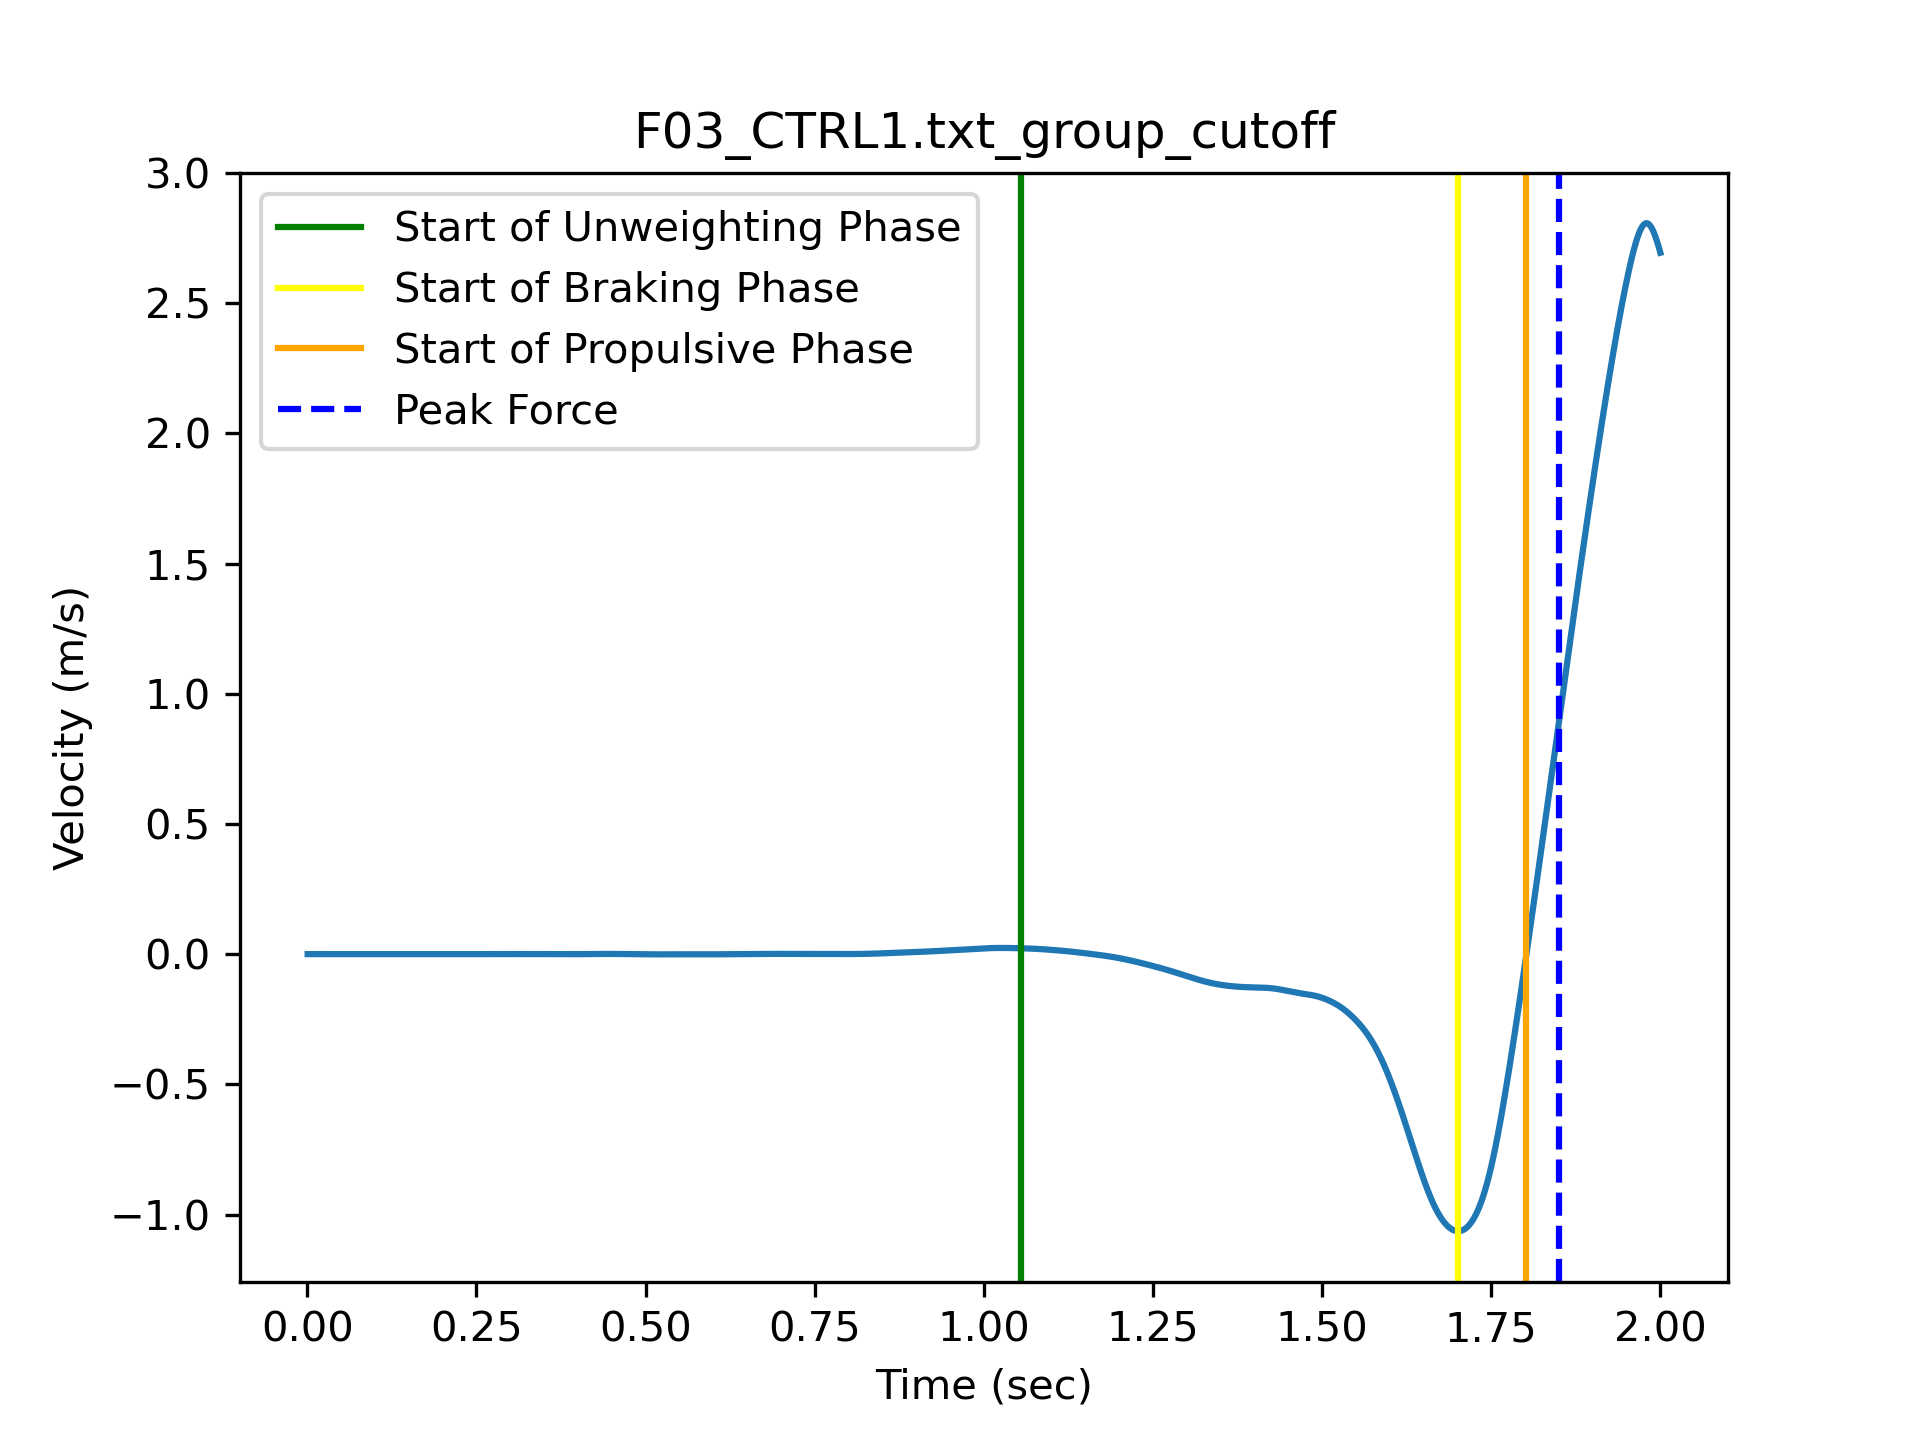 F03_CTRL1.txt_group_cutoff
3.0
2.5
2.0
1.5
1.0
0.5
0.0
−0.5
−1.0
Velocity (m/s)
Start of Unweighting Phase
Start of Braking Phase
Start of Propulsive Phase
Peak Force
0.00 0.25 0.50 0.75 1.00 1.25 1.50 1.75 2.00
Time (sec)